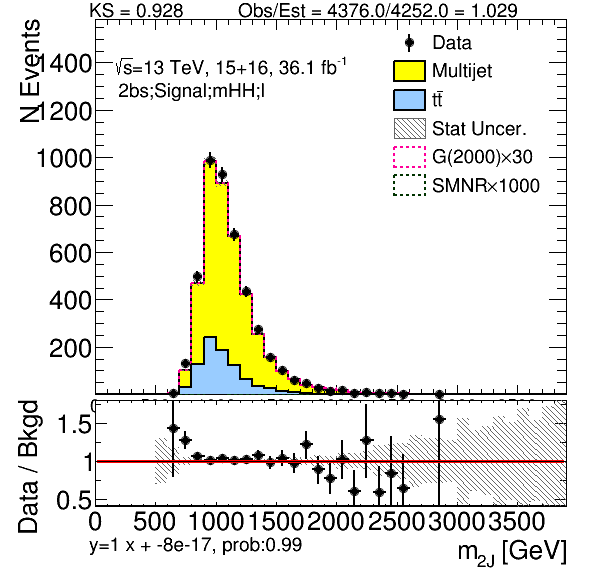 KS = 0.928 Obs/Est = 4376.0/4252.0 = 1.029
N Events
1400
1200
1000
800
600
400
200
√s=13 TeV, 15+16, 36.1 fb⁻¹
2bs;Signal;mHH;l
Data
Multijet
tt̄
Stat Uncer.
G(2000)×30
SMNR×1000
Data / Bkgd
1.5
1
0.5
0 500 1000 1500 2000 2500 3000 3500
y=1 x + -8e-17, prob:0.99
m₂J [GeV]